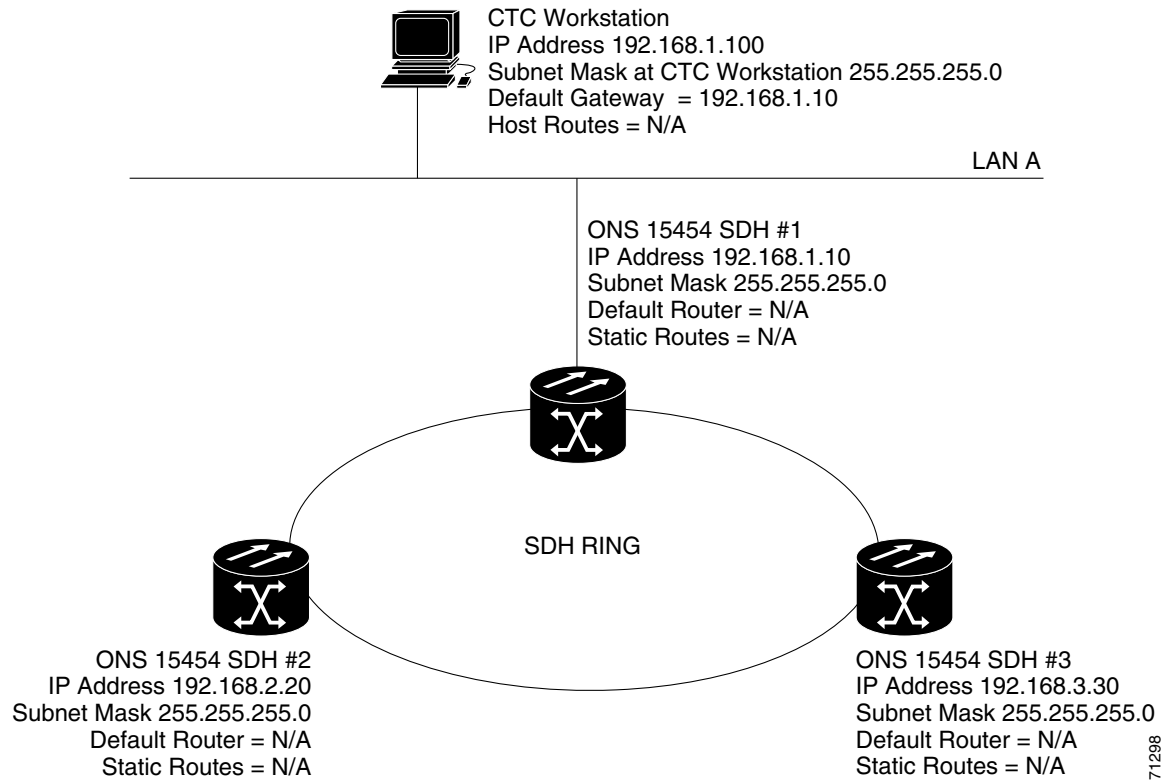 CTC Workstation
IP Address 192.168.1.100
Subnet Mask at CTC Workstation 255.255.255.0
Default Gateway = 192.168.1.10
Host Routes = N/A
LAN A
ONS 15454 SDH #1
IP Address 192.168.1.10
Subnet Mask 255.255.255.0
Default Router = N/A
Static Routes = N/A
SDH RING
ONS 15454 SDH #2
IP Address 192.168.2.20
Subnet Mask 255.255.255.0
Default Router = N/A
Static Routes = N/A
ONS 15454 SDH #3
IP Address 192.168.3.30
Subnet Mask 255.255.255.0
Default Router = N/A
Static Routes = N/A
71298